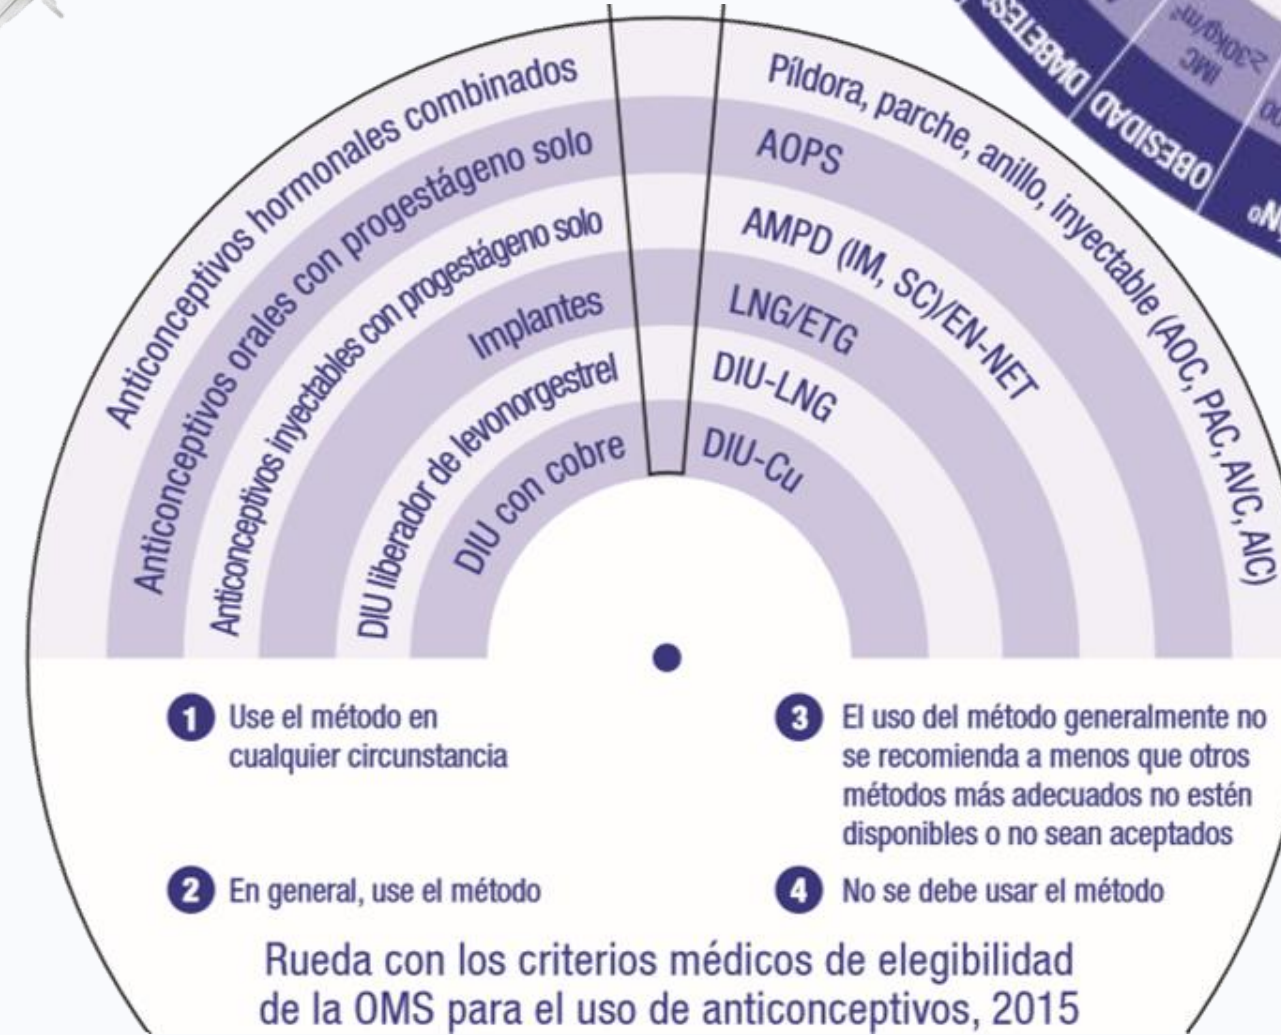 Anticonceptivos hormonales combinados
Píldora, parche, anillo, inyectable (AOC, PAC, AVC, AIC)
Anticonceptivos orales con progestágeno solo
AOPS
Anticonceptivos inyectables con progestágeno solo
AMPD (IM, SC)/EN-NET
Implantes
LNG/ETG
DIU liberador de levonorgestrel
DIU-LNG
DIU con cobre
DIU-Cu
DIABETES
OBESIDAD
IMC
≥30kg/m²
1 Use el método en
cualquier circunstancia
2 En general, use el método
3 El uso del método generalmente no
se recomienda a menos que otros
métodos más adecuados no estén
disponibles o no sean aceptados
4 No se debe usar el método
Rueda con los criterios médicos de elegibilidad
de la OMS para el uso de anticonceptivos, 2015